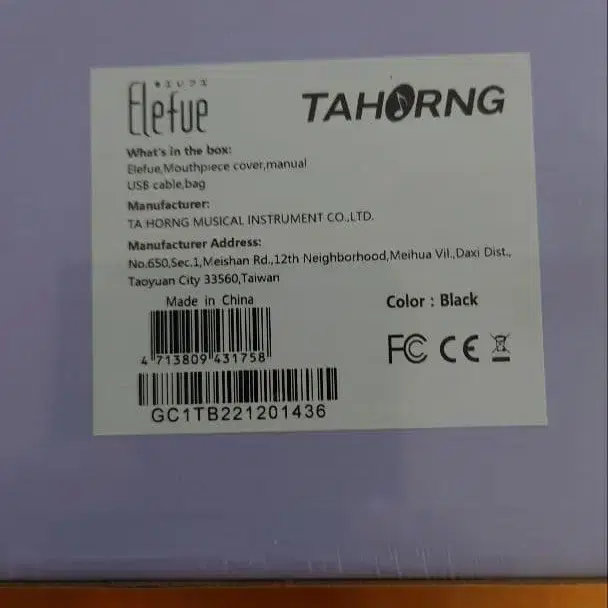 Elefue
TAHORNG
What's in the box:
Elefue,Mouthpiece cover,manual
USB cable,bag
Manufacturer:
TA HORNG MUSICAL INSTRUMENT CO.,LTD.
Manufacturer Address:
No.650,Sec.1,Meishan Rd.,12th Neighborhood,Meihua Vil.,Daxi Dist.,
Taoyuan City 33560,Taiwan
Made in China
Color : Black
4 713809 431758
FC CE
GC1TB221201436